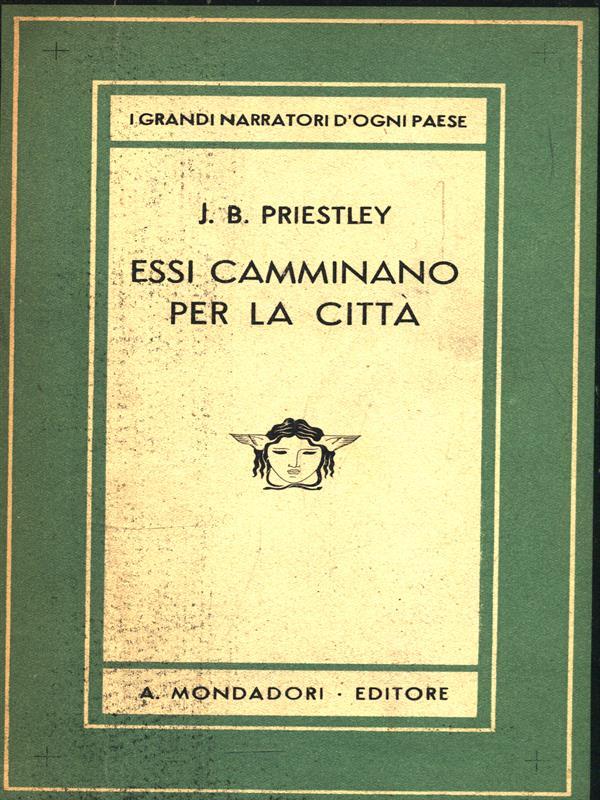 I GRANDI NARRATORI D'OGNI PAESE
J. B. PRIESTLEY
ESSI CAMMINANO
PER LA CITTÀ
A. MONDADORI · EDITORE